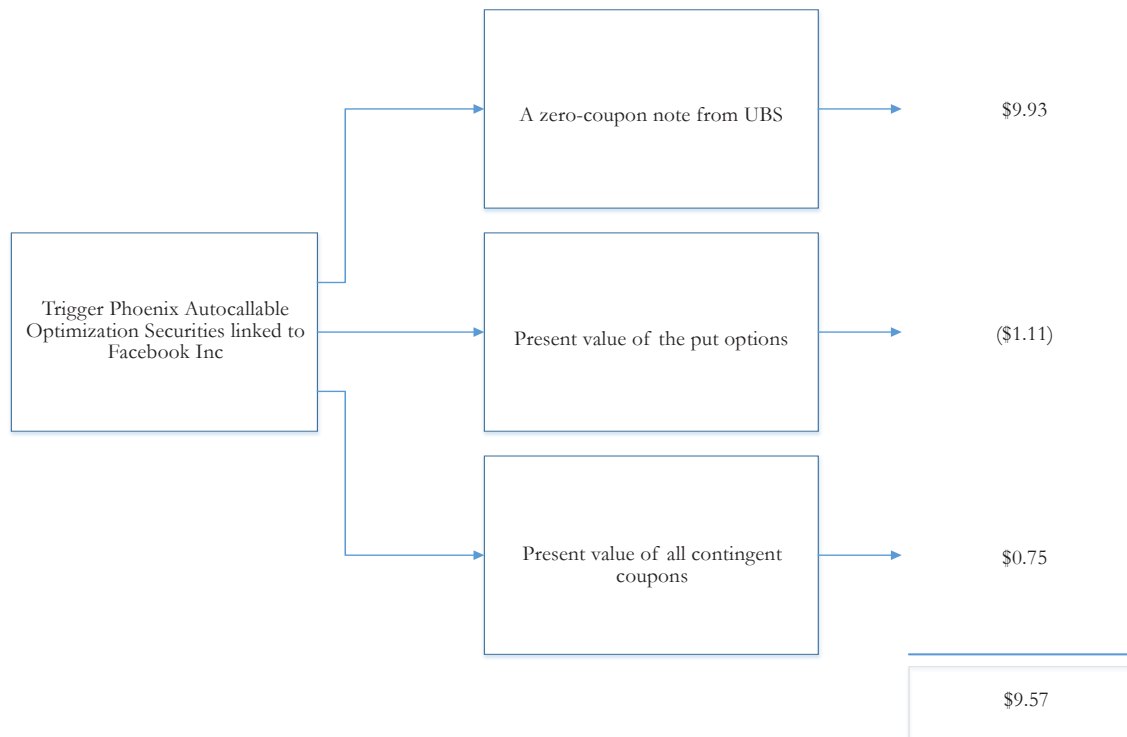 A zero-coupon note from UBS
$9.93
Trigger Phoenix Autocallable
Optimization Securities linked to
Facebook Inc
Present value of the put options
($1.11)
Present value of all contingent
coupons
$0.75
$9.57